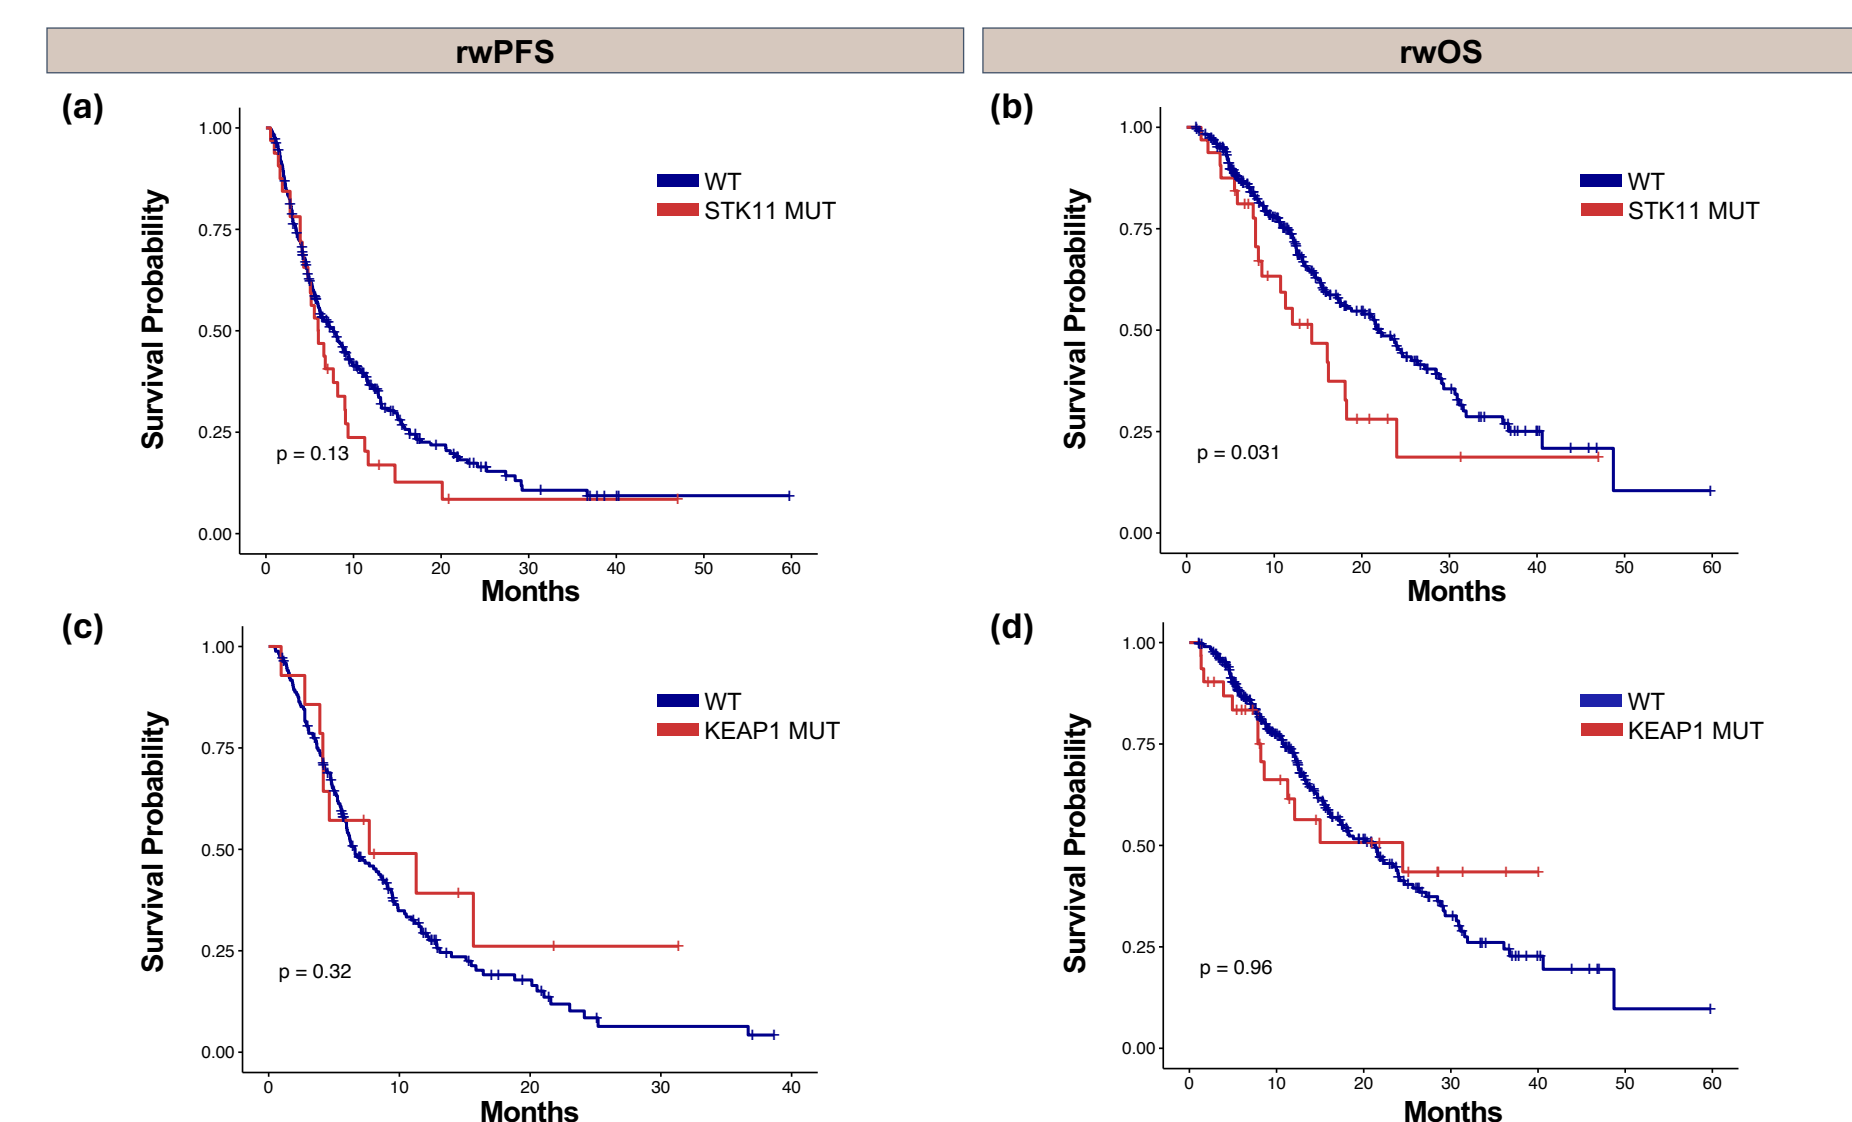 rwPFS
rwOS
(a)
1.00
0.75
0.50
0.25
0.00
Survival Probability
WT
STK11 MUT
p = 0.13
0 10 20 30 40 50 60
Months
(b)
1.00
0.75
0.50
0.25
0.00
Survival Probability
WT
STK11 MUT
p = 0.031
0 10 20 30 40 50 60
Months
(c)
1.00
0.75
0.50
0.25
0.00
Survival Probability
WT
KEAP1 MUT
p = 0.32
0 10 20 30 40
Months
(d)
1.00
0.75
0.50
0.25
0.00
Survival Probability
WT
KEAP1 MUT
p = 0.96
0 10 20 30 40 50 60
Months